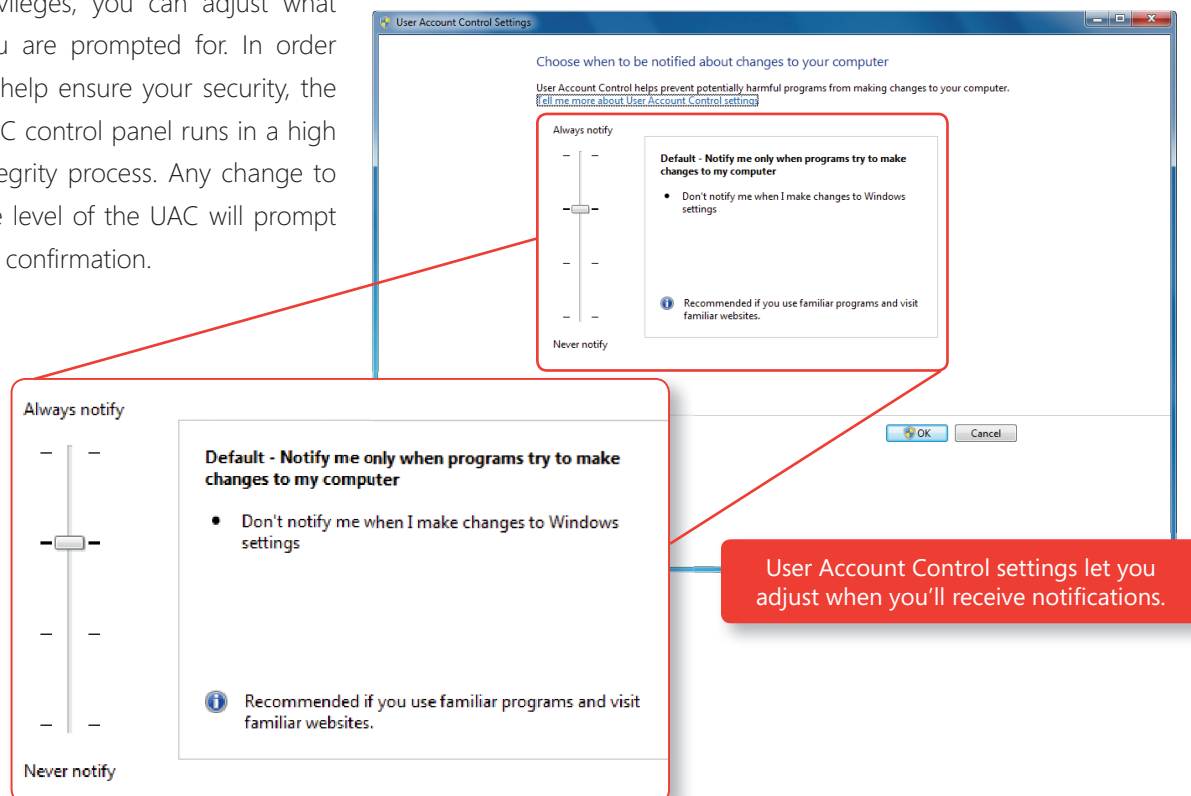 vileges, you can adjust what
u are prompted for. In order
help ensure your security, the
C control panel runs in a high
egrity process. Any change to
e level of the UAC will prompt
confirmation.
User Account Control Settings
Choose when to be notified about changes to your computer
User Account Control helps prevent potentially harmful programs from making changes to your computer.
Tell me more about User Account Control settings
Always notify
Default - Notify me only when programs try to make
changes to my computer
• Don't notify me when I make changes to Windows
settings
Recommended if you use familiar programs and visit
familiar websites.
Never notify
OK Cancel
Always notify
Default - Notify me only when programs try to make
changes to my computer
• Don't notify me when I make changes to Windows
settings
Recommended if you use familiar programs and visit
familiar websites.
Never notify
User Account Control settings let you
adjust when you’ll receive notifications.